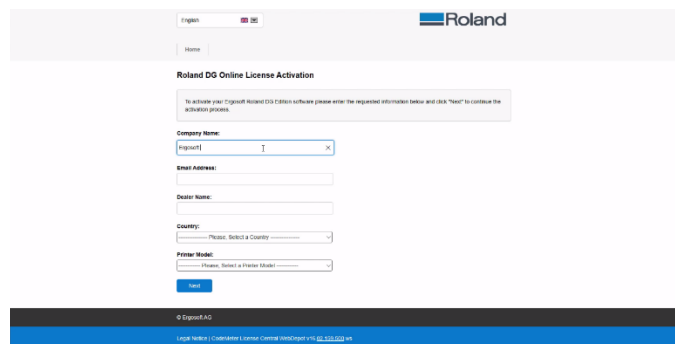 English
Roland
Home
Roland DG Online License Activation
To activate your Ergosoft Roland DG Edition software please enter the requested information below and click "Next" to continue the
activation process.
Company Name:
Ergosoft
Email Address:
Dealer Name:
Country:
-------------- Please, Select a Country --------------
Printer Model:
------------ Please, Select a Printer Model ------------
Next
© Ergosoft AG
Legal Notice | CodeMeter License Central WebDepot v16